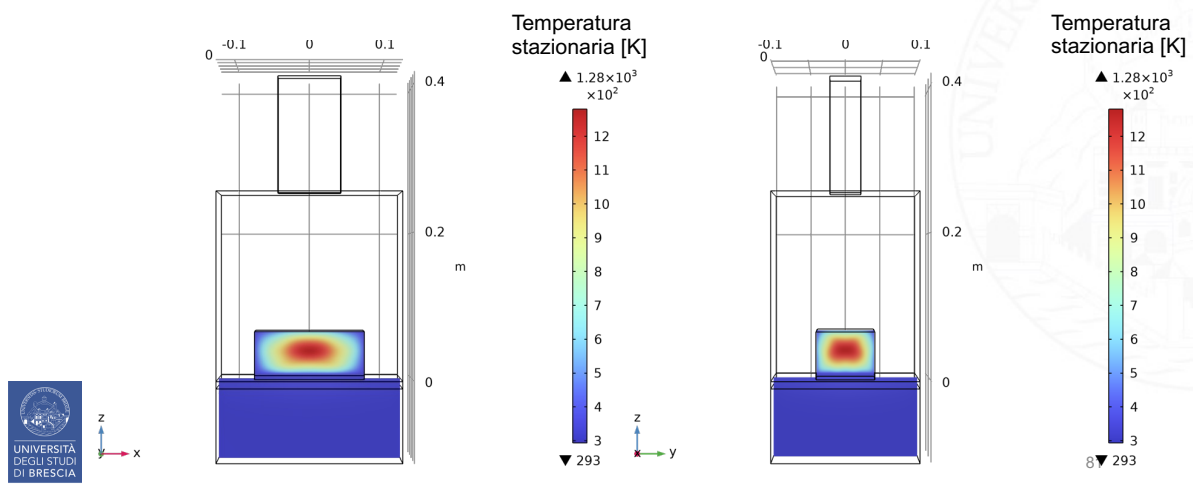 Temperatura
stazionaria [K]
-0.1 0 0.1
0
▲ 1.28×10³
×10²
0.4
12
11
10
9
0.2
8
m
7
6
5
0
4
3
▼ 293
z
y x
Temperatura
stazionaria [K]
-0.1 0 0.1
0
▲ 1.28×10³
×10²
0.4
12
11
10
9
0.2
8
m
7
6
5
0
4
3
▼ 293
z
x y
81
UNIVERSITÀ
DEGLI STUDI
DI BRESCIA